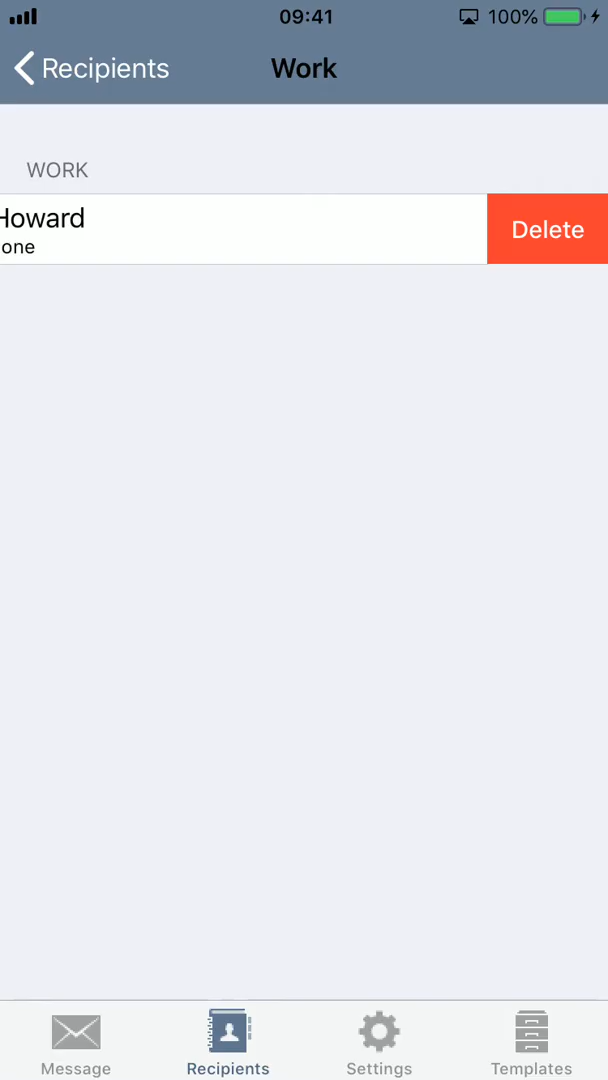 09:41 100%
Recipients Work
WORK
Howard
one
Delete
Message Recipients Settings Templates